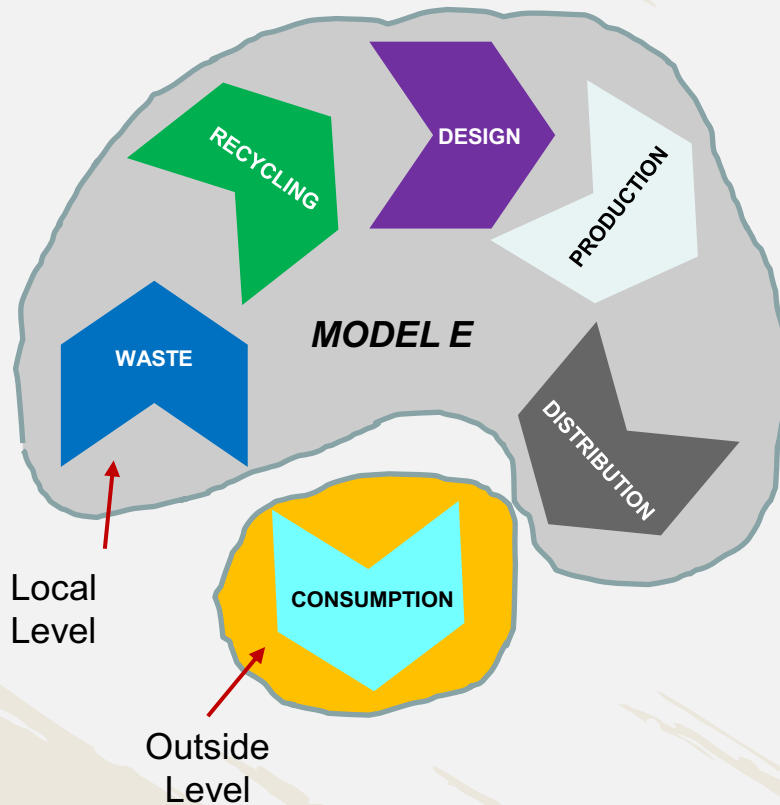 RECYCLING
DESIGN
PRODUCTION
MODEL E
WASTE
DISTRIBUTION
CONSUMPTION
Local
Level
Outside
Level